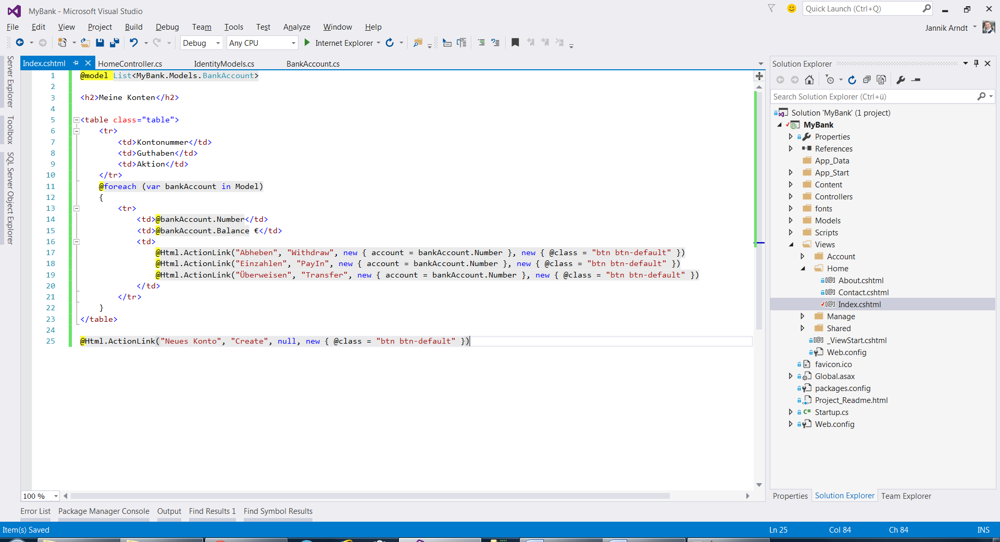 MyBank - Microsoft Visual Studio
Quick Launch (Ctrl+Q)
File Edit View Project Build Debug Team Tools Test Analyze Window Help
Jannik Arndt
Debug Any CPU Internet Explorer
Server Explorer
Toolbox
SQL Server Object Explorer
Index.cshtml HomeController.cs IdentityModels.cs BankAccount.cs
1 @model List<MyBank.Models.BankAccount>
2
3 <h2>Meine Konten</h2>
4
5 <table class="table">
6 <tr>
7 <td>Kontonummer</td>
8 <td>Guthaben</td>
9 <td>Aktion</td>
10 </tr>
11 @foreach (var bankAccount in Model)
12 {
13 <tr>
14 <td>@bankAccount.Number</td>
15 <td>@bankAccount.Balance €</td>
16 <td>
17 @Html.ActionLink("Abheben", "Withdraw", new { account = bankAccount.Number }, new { @class = "btn btn-default" })
18 @Html.ActionLink("Einzahlen", "PayIn", new { account = bankAccount.Number }, new { @class = "btn btn-default" })
19 @Html.ActionLink("Überweisen", "Transfer", new { account = bankAccount.Number }, new { @class = "btn btn-default" })
20 </td>
21 </tr>
22 }
23 </table>
24
25 @Html.ActionLink("Neues Konto", "Create", null, new { @class = "btn btn-default" })
100 %
Solution Explorer
Search Solution Explorer (Ctrl+ü)
Solution 'MyBank' (1 project)
MyBank
Properties
References
App_Data
App_Start
Content
Controllers
fonts
Models
Scripts
Views
Account
Home
About.cshtml
Contact.cshtml
Index.cshtml
Manage
Shared
_ViewStart.cshtml
Web.config
favicon.ico
Global.asax
packages.config
Project_Readme.html
C# Startup.cs
Web.config
Properties Solution Explorer Team Explorer
Error List Package Manager Console Output Find Results 1 Find Symbol Results
Item(s) Saved Ln 25 Col 84 Ch 84 INS